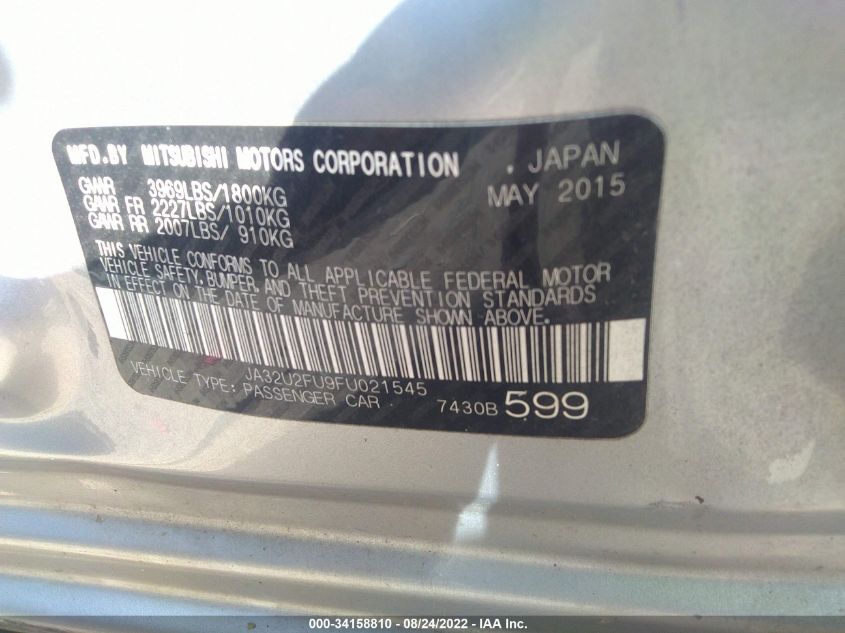 MFD.BY MITSUBISHI MOTORS CORPORATION . JAPAN
GVWR 3969LBS/1800KG MAY 2015
GAWR FR 2227LBS/1010KG
GAWR RR 2007LBS/ 910KG
THIS VEHICLE CONFORMS TO ALL APPLICABLE FEDERAL MOTOR
VEHICLE SAFETY, BUMPER, AND THEFT PREVENTION STANDARDS
IN EFFECT ON THE DATE OF MANUFACTURE SHOWN ABOVE.
JA32U2FU9FU021545
VEHICLE TYPE: PASSENGER CAR 7430B 599
000-34158810 - 08/24/2022 - IAA Inc.